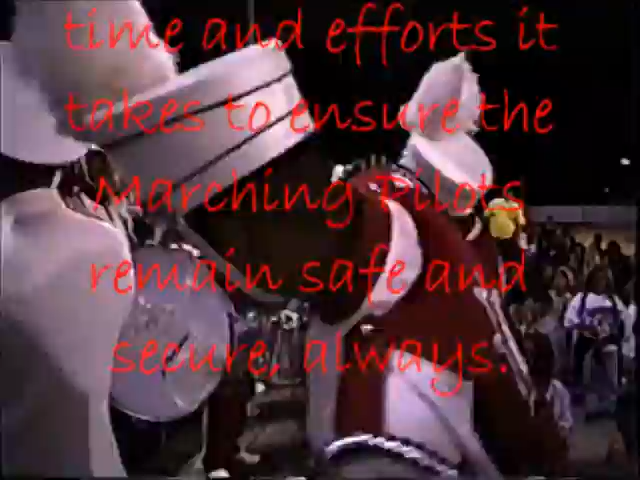 time and efforts it
takes to ensure the
Marching Pilots
remain safe and
secure, always.